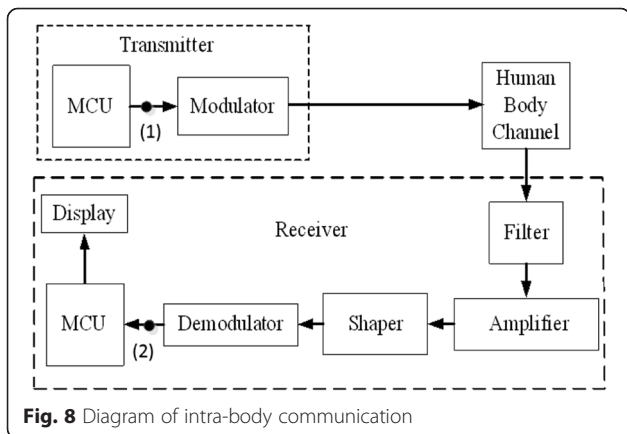 Transmitter
MCU
(1)
Modulator
Human
Body
Channel
Display
Receiver
Filter
MCU
(2)
Demodulator
Shaper
Amplifier
Fig. 8 Diagram of intra-body communication